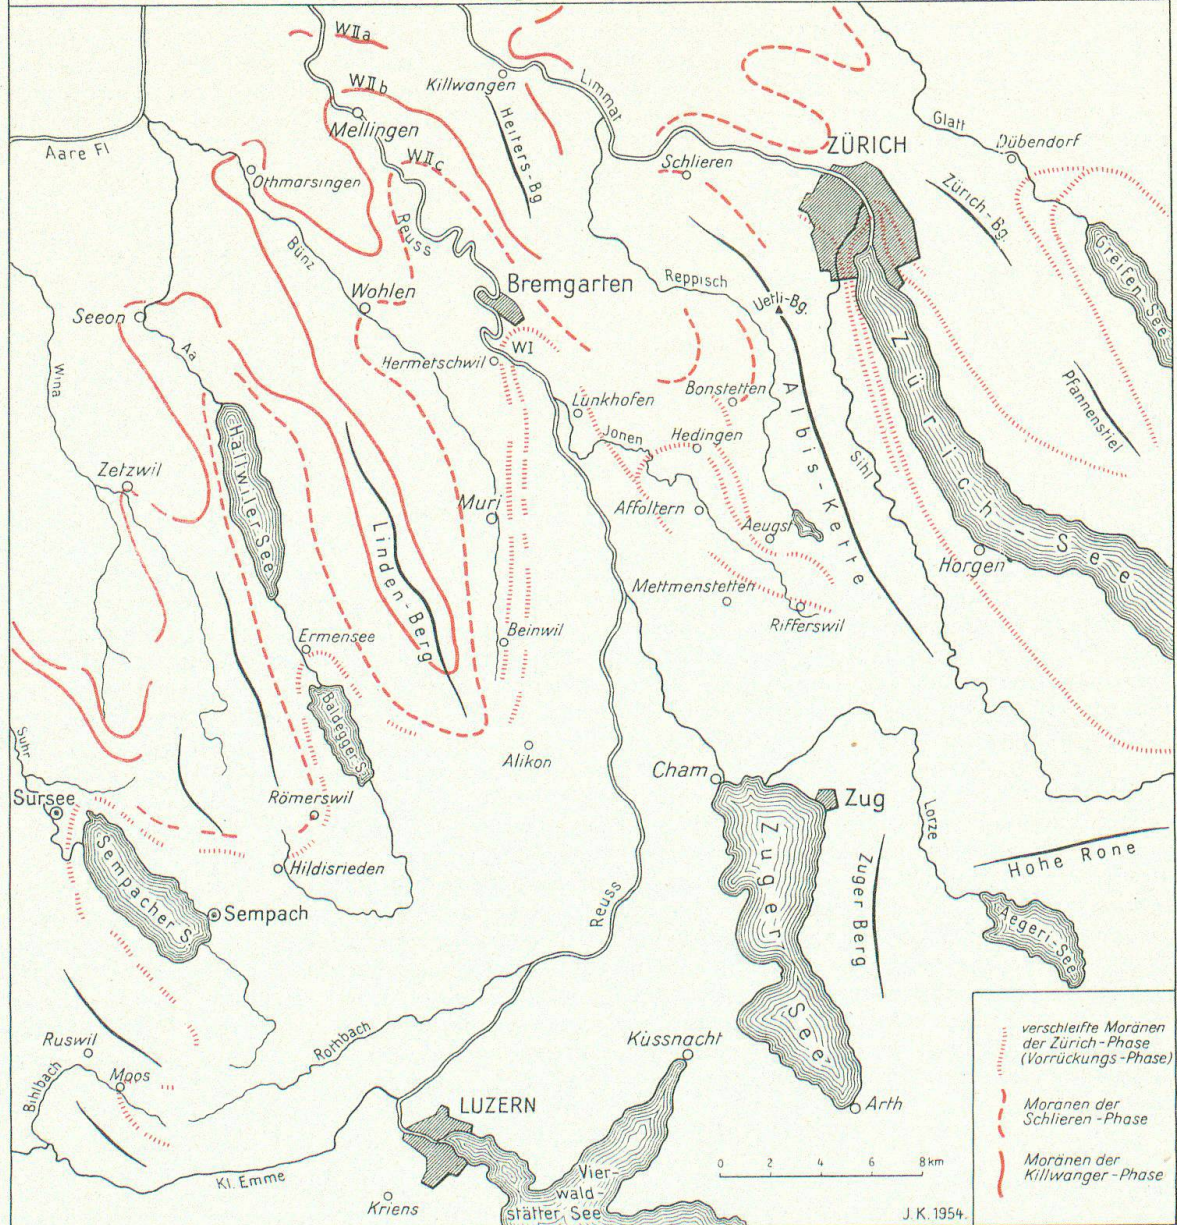 WIIa
Killwangen
Limmat
WIIb
Heiters-Bg
Glatt
Mellingen
Aare Fl
ZÜRICH
Dübendorf
WIIc
Schlieren
Othmarsingen
Zürich-Bg.
Reuss
Bünz
Greifen-See
Bremgarten
Reppisch
Wohlen
Uetli-Bg.
Seeon
Aa
WI
Hermetschwil
Wina
Pfannenstiel
Zürich-See
Albis-Kette
Bonstetten
Lunkhofen
Hallwiler-See
Jonen
Hedingen
Sihl
Zetzwil
Muri
Affoltern
Aeugst
Linden-Berg
Horgen
Mettmenstetten
Rifferswil
Ermensee
Beinwil
Baldegger-S.
Suhr
Alikon
Cham
Sursee
Römerswil
Zug
Lorze
Zuger See
Zuger Berg
Hohe Rone
Sempacher S.
Hildisrieden
Sempach
Reuss
Aegeri-See
Ruswil
Rothbach
Küssnacht
Moos
Bihlbach
LUZERN
Arth
Kl. Emme
Kriens
Vier-
wald-
stätter See
0 2 4 6 8 km
verschleifte Moränen
der Zürich-Phase
(Vorrückungs-Phase)
Moränen der
Schlieren-Phase
Moränen der
Killwanger-Phase
J.K. 1954.